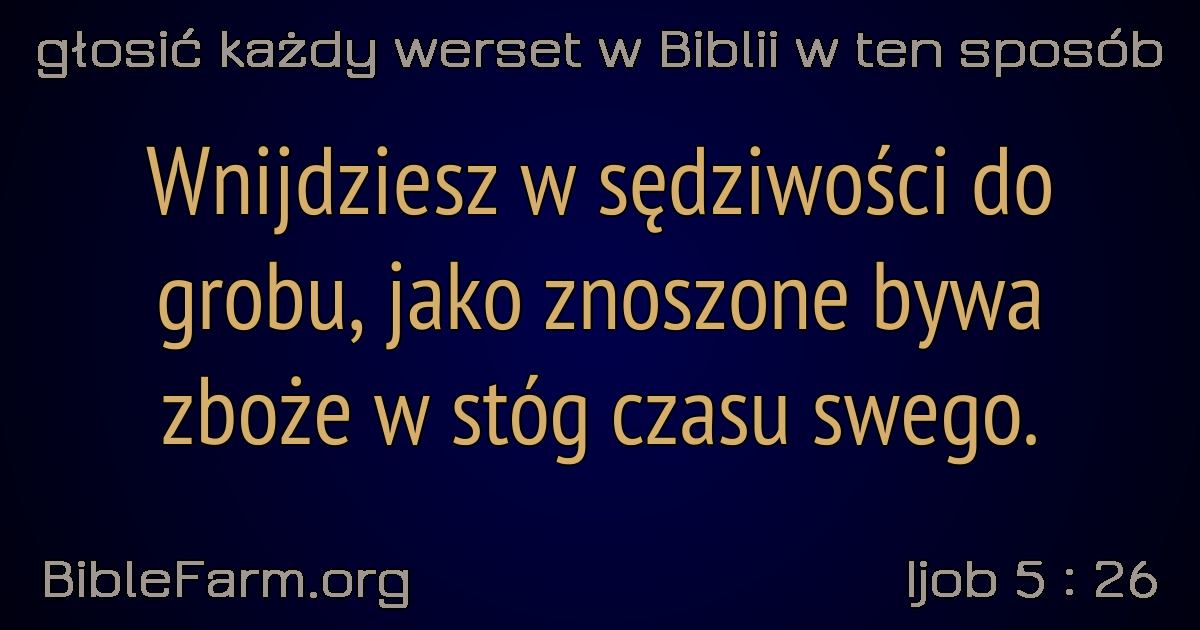 głosić każdy werset w Biblii w ten sposób
Wnijdziesz w sędziwości do
grobu, jako znoszone bywa
zboże w stóg czasu swego.
BibleFarm.org
Ijob 5 : 26